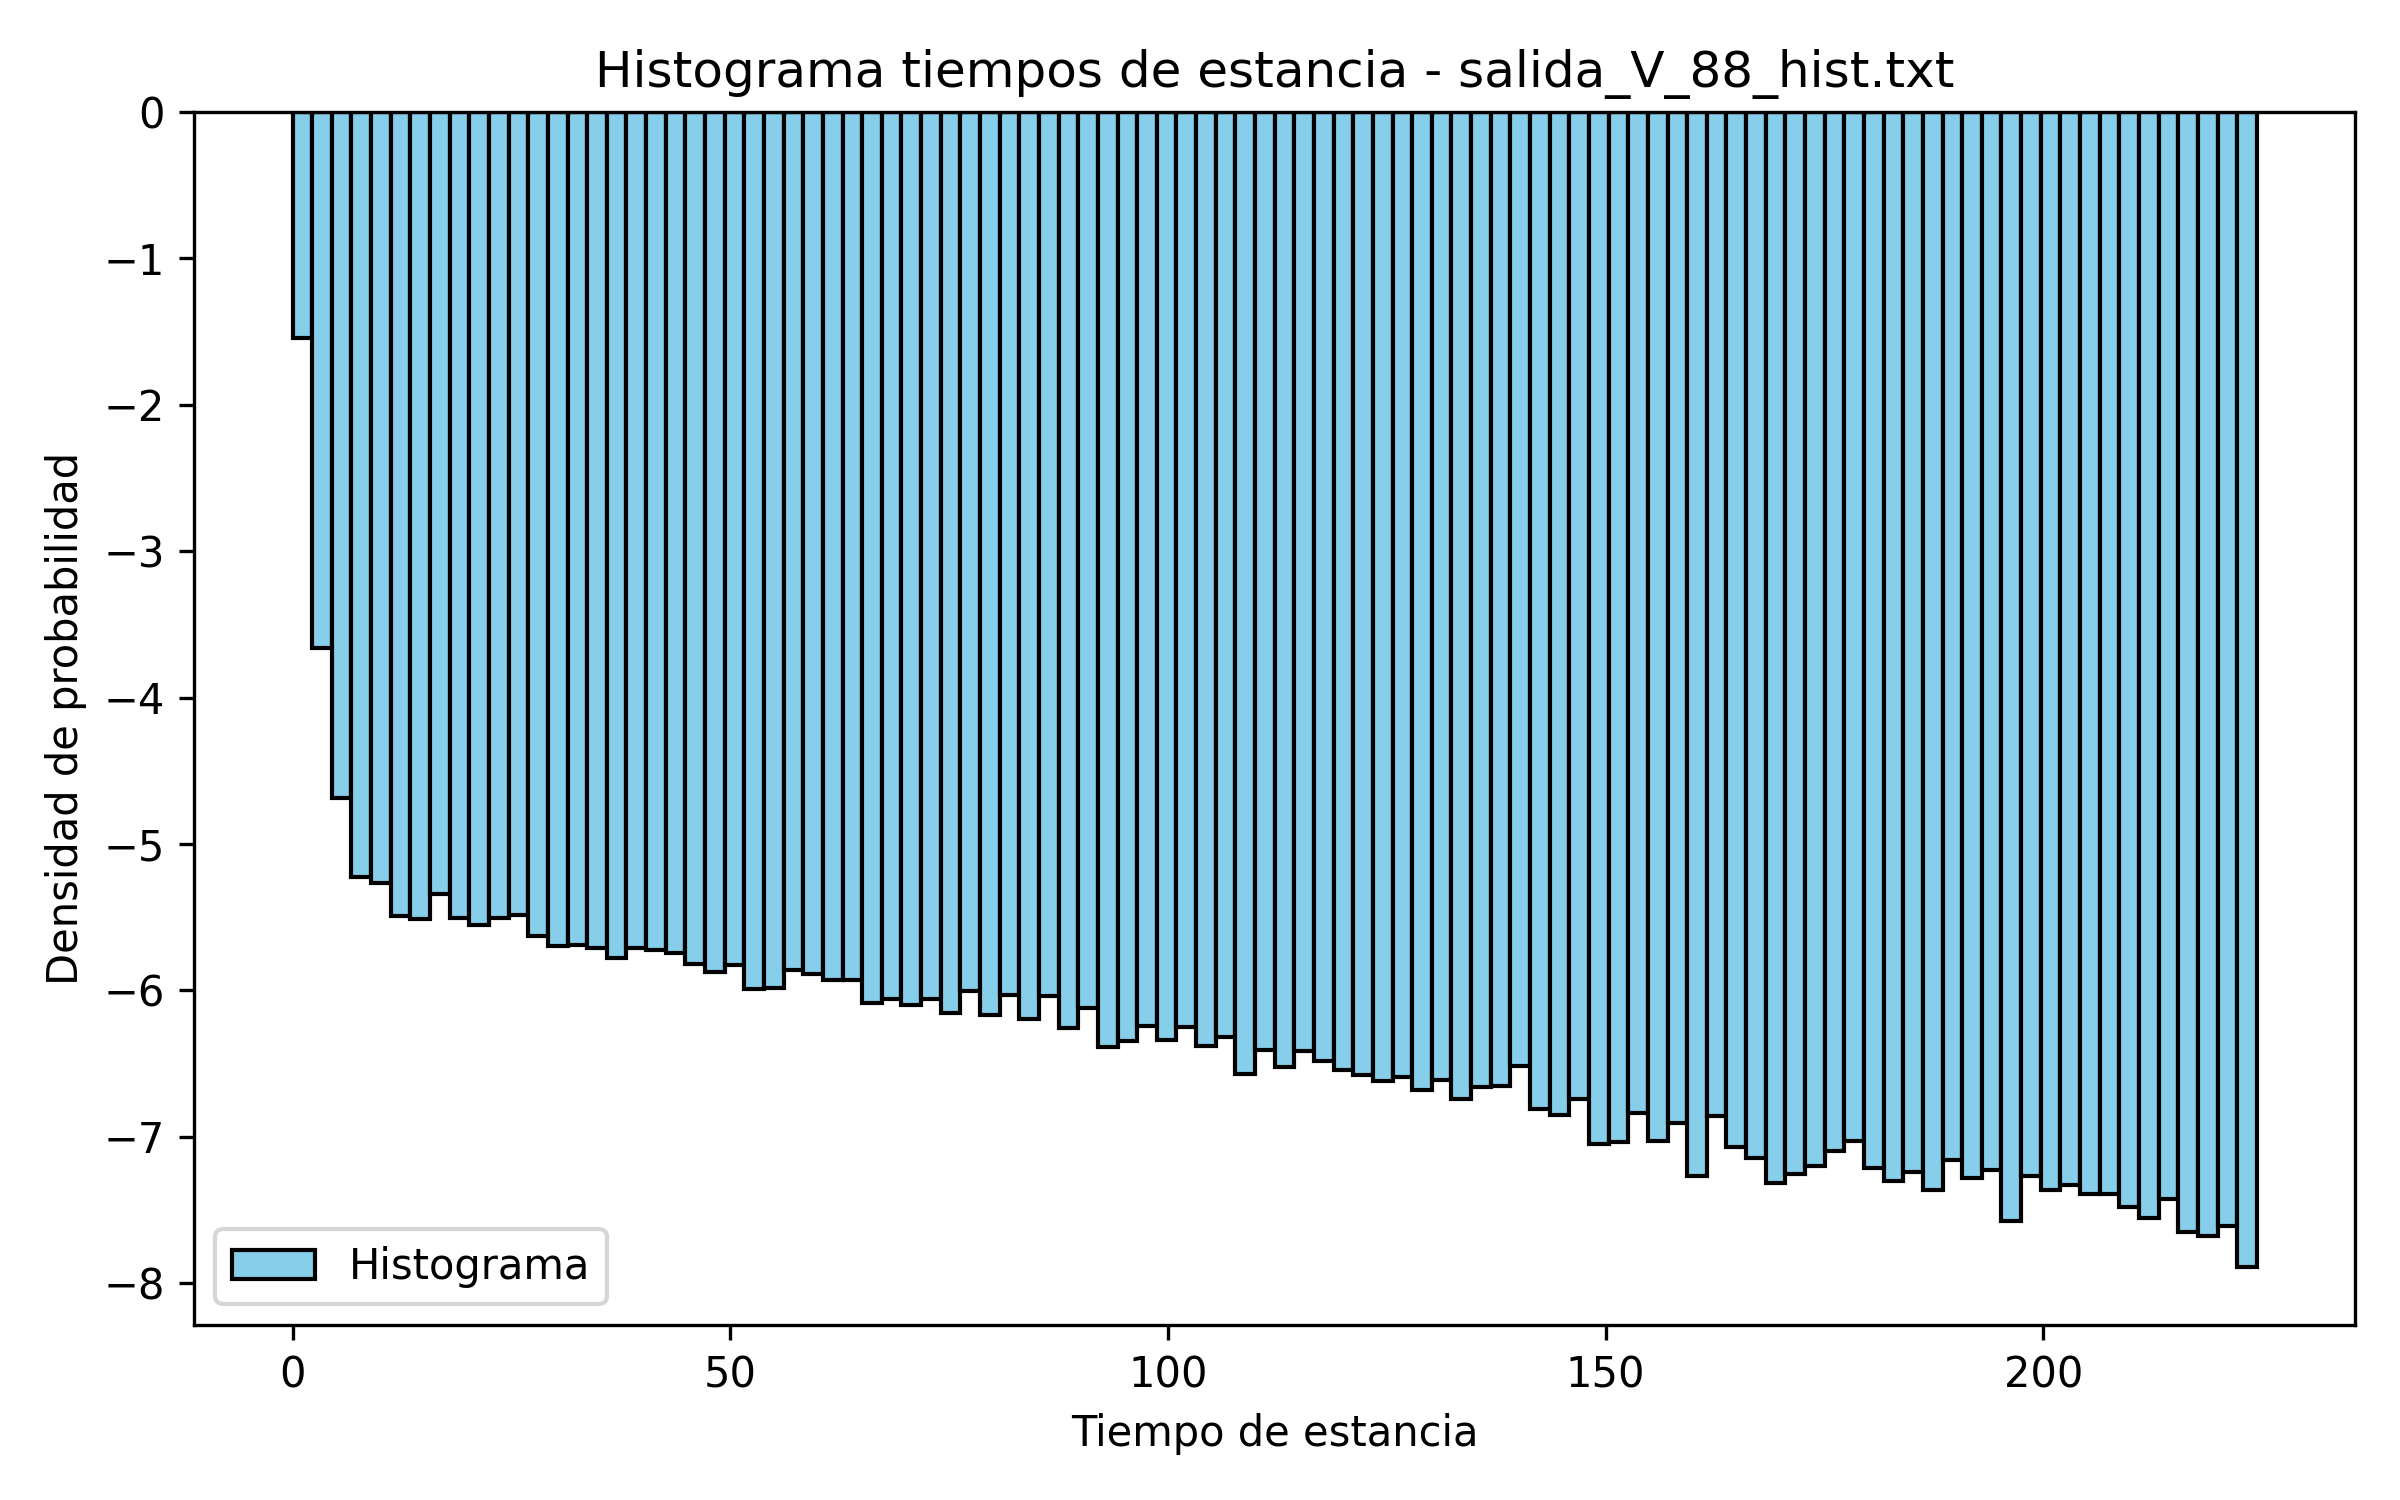 Histograma tiempos de estancia - salida_V_88_hist.txt
0
−1
−2
−3
−4
−5
−6
−7
−8
Densidad de probabilidad
Histograma
0 50 100 150 200
Tiempo de estancia